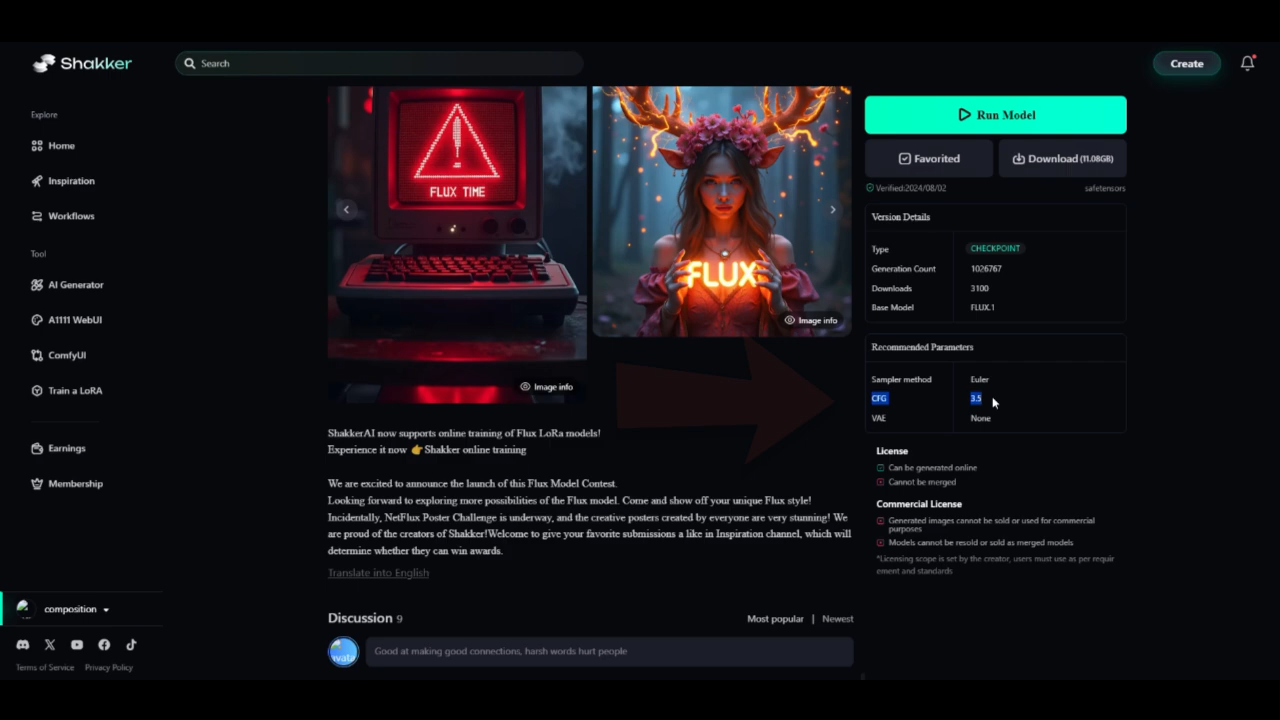 Shakker
Search
Create
Explore
Home
Inspiration
Workflows
Tool
AI Generator
A1111 WebUI
ComfyUI
Train a LoRA
Earnings
Membership
composition
Terms of Service Privacy Policy
FLUX TIME
Image info
FLUX
Image info
ShakkerAI now supports online training of Flux LoRa models!
Experience it now 👉 Shakker online training
We are excited to announce the launch of this Flux Model Contest.
Looking forward to exploring more possibilities of the Flux model. Come and show off your unique Flux style!
Incidentally, NetFlux Poster Challenge is underway, and the creative posters created by everyone are very stunning! We
are proud of the creators of Shakker!Welcome to give your favorite submissions a like in Inspiration channel, which will
determine whether they can win awards.
Translate into English
Discussion 9
Most popular | Newest
avata
Good at making good connections, harsh words hurt people
Run Model
Favorited
Download (11.08GB)
Verified:2024/08/02 safetensors
Version Details
Type CHECKPOINT
Generation Count 1026767
Downloads 3100
Base Model FLUX.1
Recommended Parameters
Sampler method Euler
CFG 3.5
VAE None
License
Can be generated online
Cannot be merged
Commercial License
Generated images cannot be sold or used for commercial
purposes
Models cannot be resold or sold as merged models
*Licensing scope is set by the creator, users must use as per requir
ement and standards